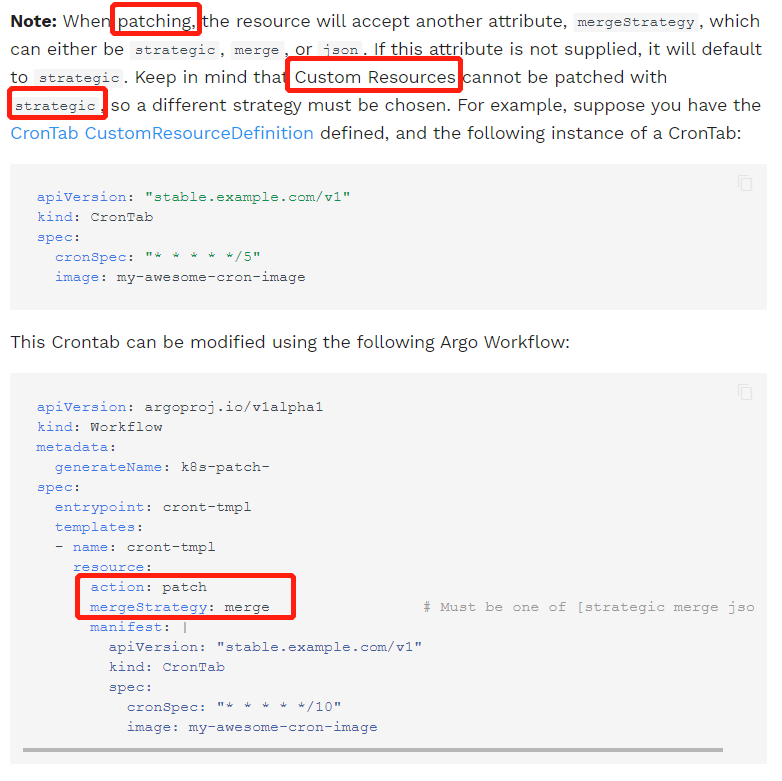 Note: When patching, the resource will accept another attribute, mergeStrategy, which
can either be strategic, merge, or json. If this attribute is not supplied, it will default
to strategic. Keep in mind that Custom Resources cannot be patched with
strategic, so a different strategy must be chosen. For example, suppose you have the
CronTab CustomResourceDefinition defined, and the following instance of a CronTab:
apiVersion: "stable.example.com/v1"
kind: CronTab
spec:
  cronSpec: "* * * * */5"
  image: my-awesome-cron-image
This Crontab can be modified using the following Argo Workflow:
apiVersion: argoproj.io/v1alpha1
kind: Workflow
metadata:
  generateName: k8s-patch-
spec:
  entrypoint: cront-tmpl
  templates:
  - name: cront-tmpl
    resource:
      action: patch
      mergeStrategy: merge                 # Must be one of [strategic merge jso
      manifest: |
        apiVersion: "stable.example.com/v1"
        kind: CronTab
        spec:
          cronSpec: "* * * * */10"
          image: my-awesome-cron-image